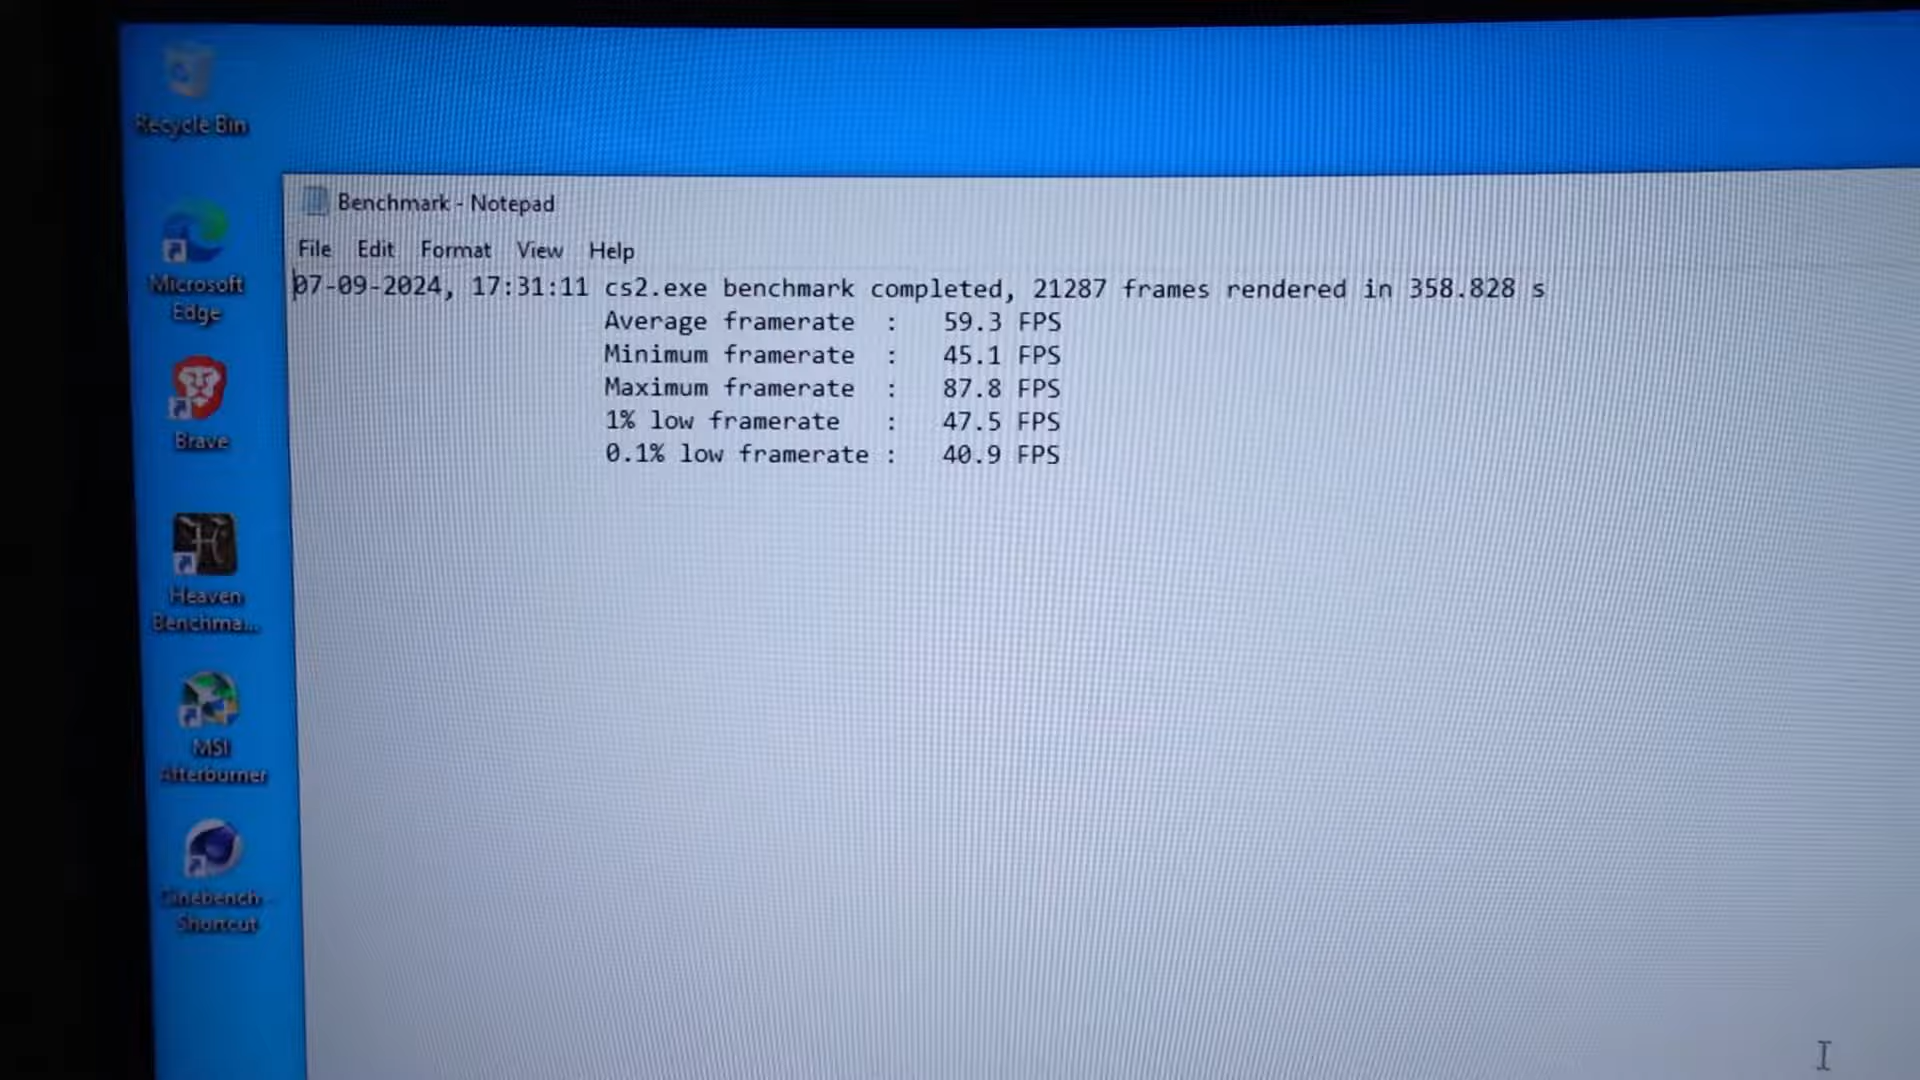 Recycle Bin
Benchmark - Notepad
File Edit Format View Help
07-09-2024, 17:31:11 cs2.exe benchmark completed, 21287 frames rendered in 358.828 s
Average framerate : 59.3 FPS
Minimum framerate : 45.1 FPS
Maximum framerate : 87.8 FPS
1% low framerate : 47.5 FPS
0.1% low framerate : 40.9 FPS
Microsoft
Edge
Brave
Heaven
Benchma...
MSI
Afterburner
Cinebench -
Shortcut